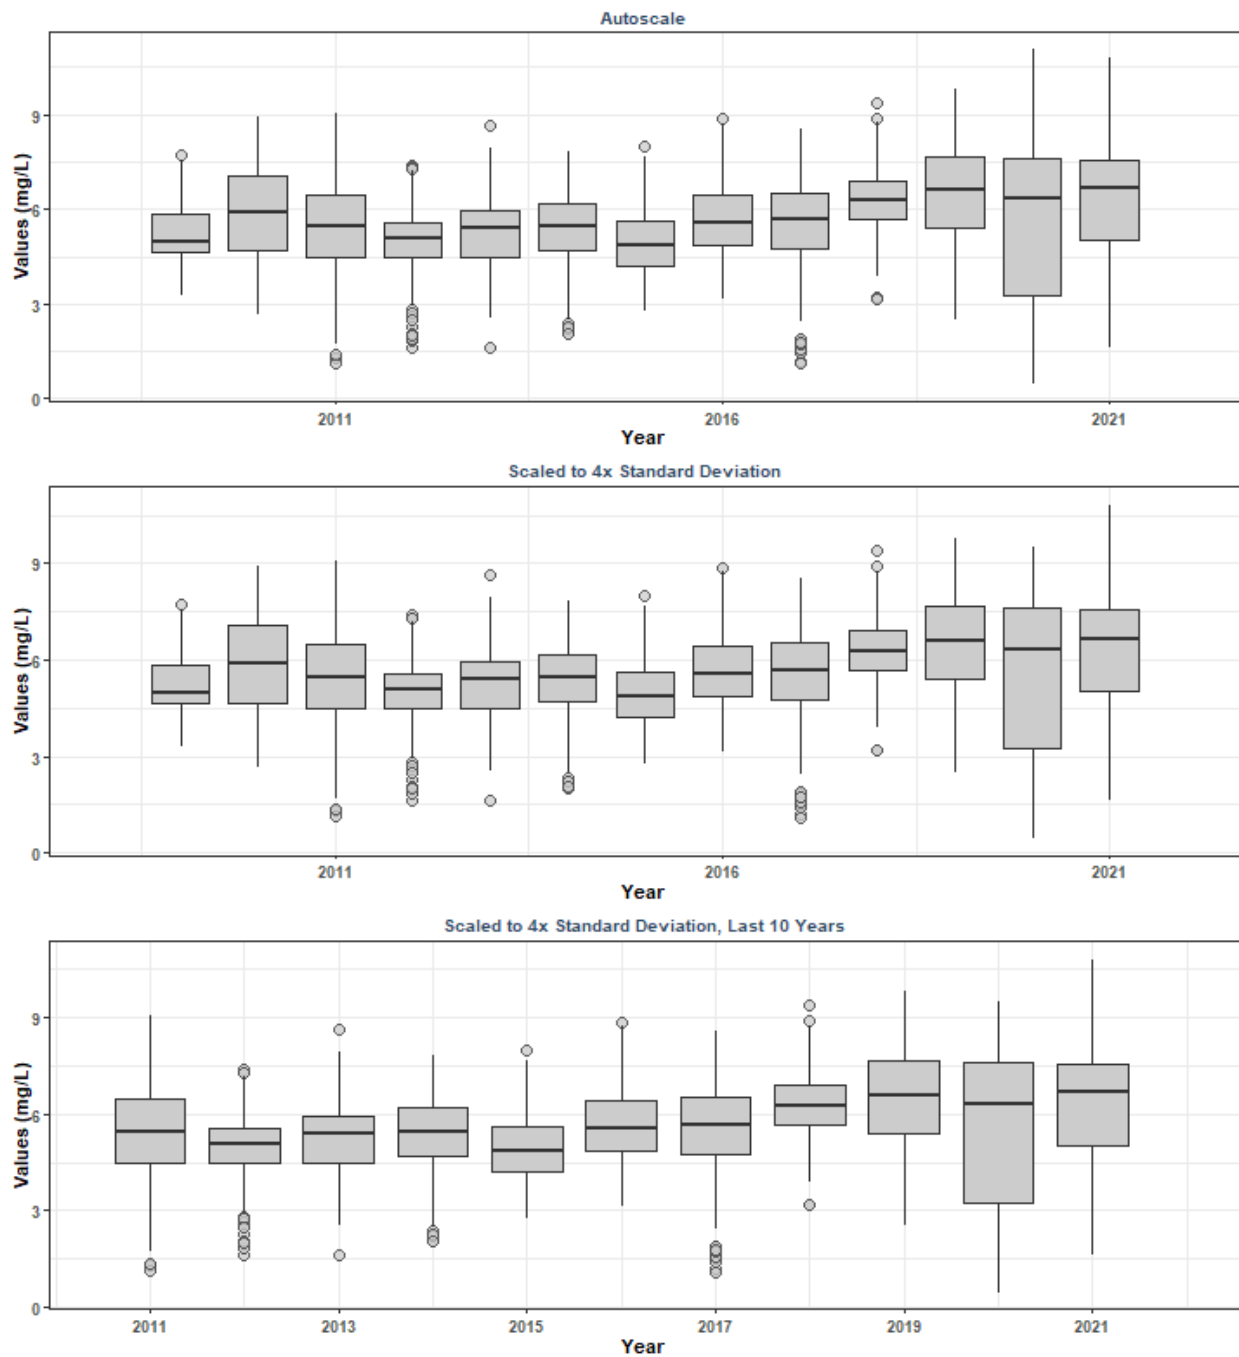 Autoscale
Values (mg/L)
9
6
3
0
2011 2016 2021
Year
Scaled to 4x Standard Deviation
Values (mg/L)
9
6
3
0
2011 2016 2021
Year
Scaled to 4x Standard Deviation, Last 10 Years
Values (mg/L)
9
6
3
0
2011 2013 2015 2017 2019 2021
Year